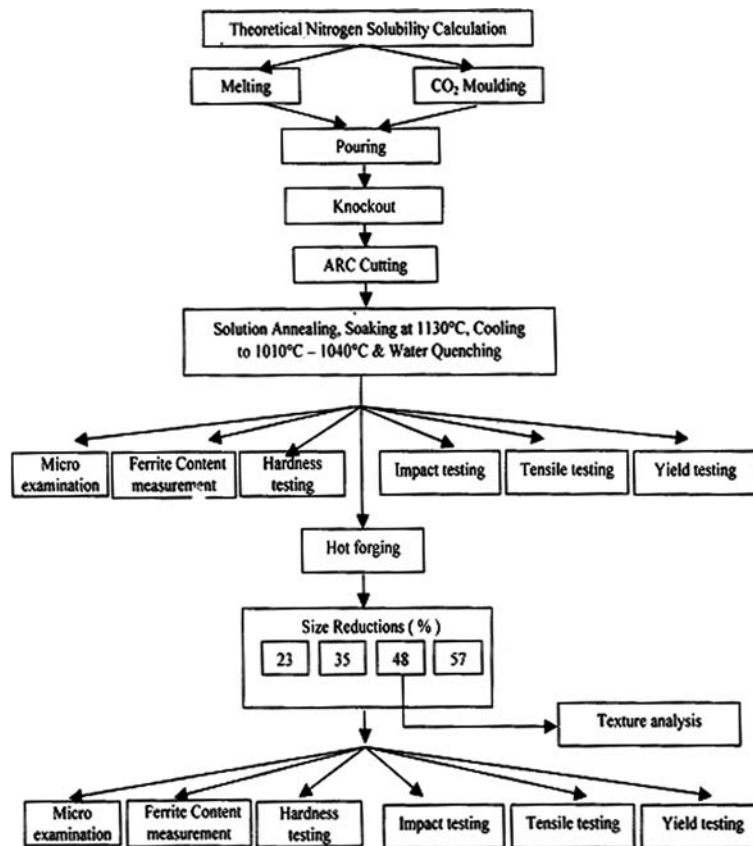 Theoretical Nitrogen Solubility Calculation
Melting
CO₂ Moulding
Pouring
Knockout
ARC Cutting
Solution Annealing, Soaking at 1130°C, Cooling
to 1010°C – 1040°C & Water Quenching
Micro
examination
Ferrite Content
measurement
Hardness
testing
Impact testing
Tensile testing
Yield testing
Hot forging
Size Reductions ( % )
23
35
48
57
Texture analysis
Micro
examination
Ferrite Content
measurement
Hardness
testing
Impact testing
Tensile testing
Yield testing